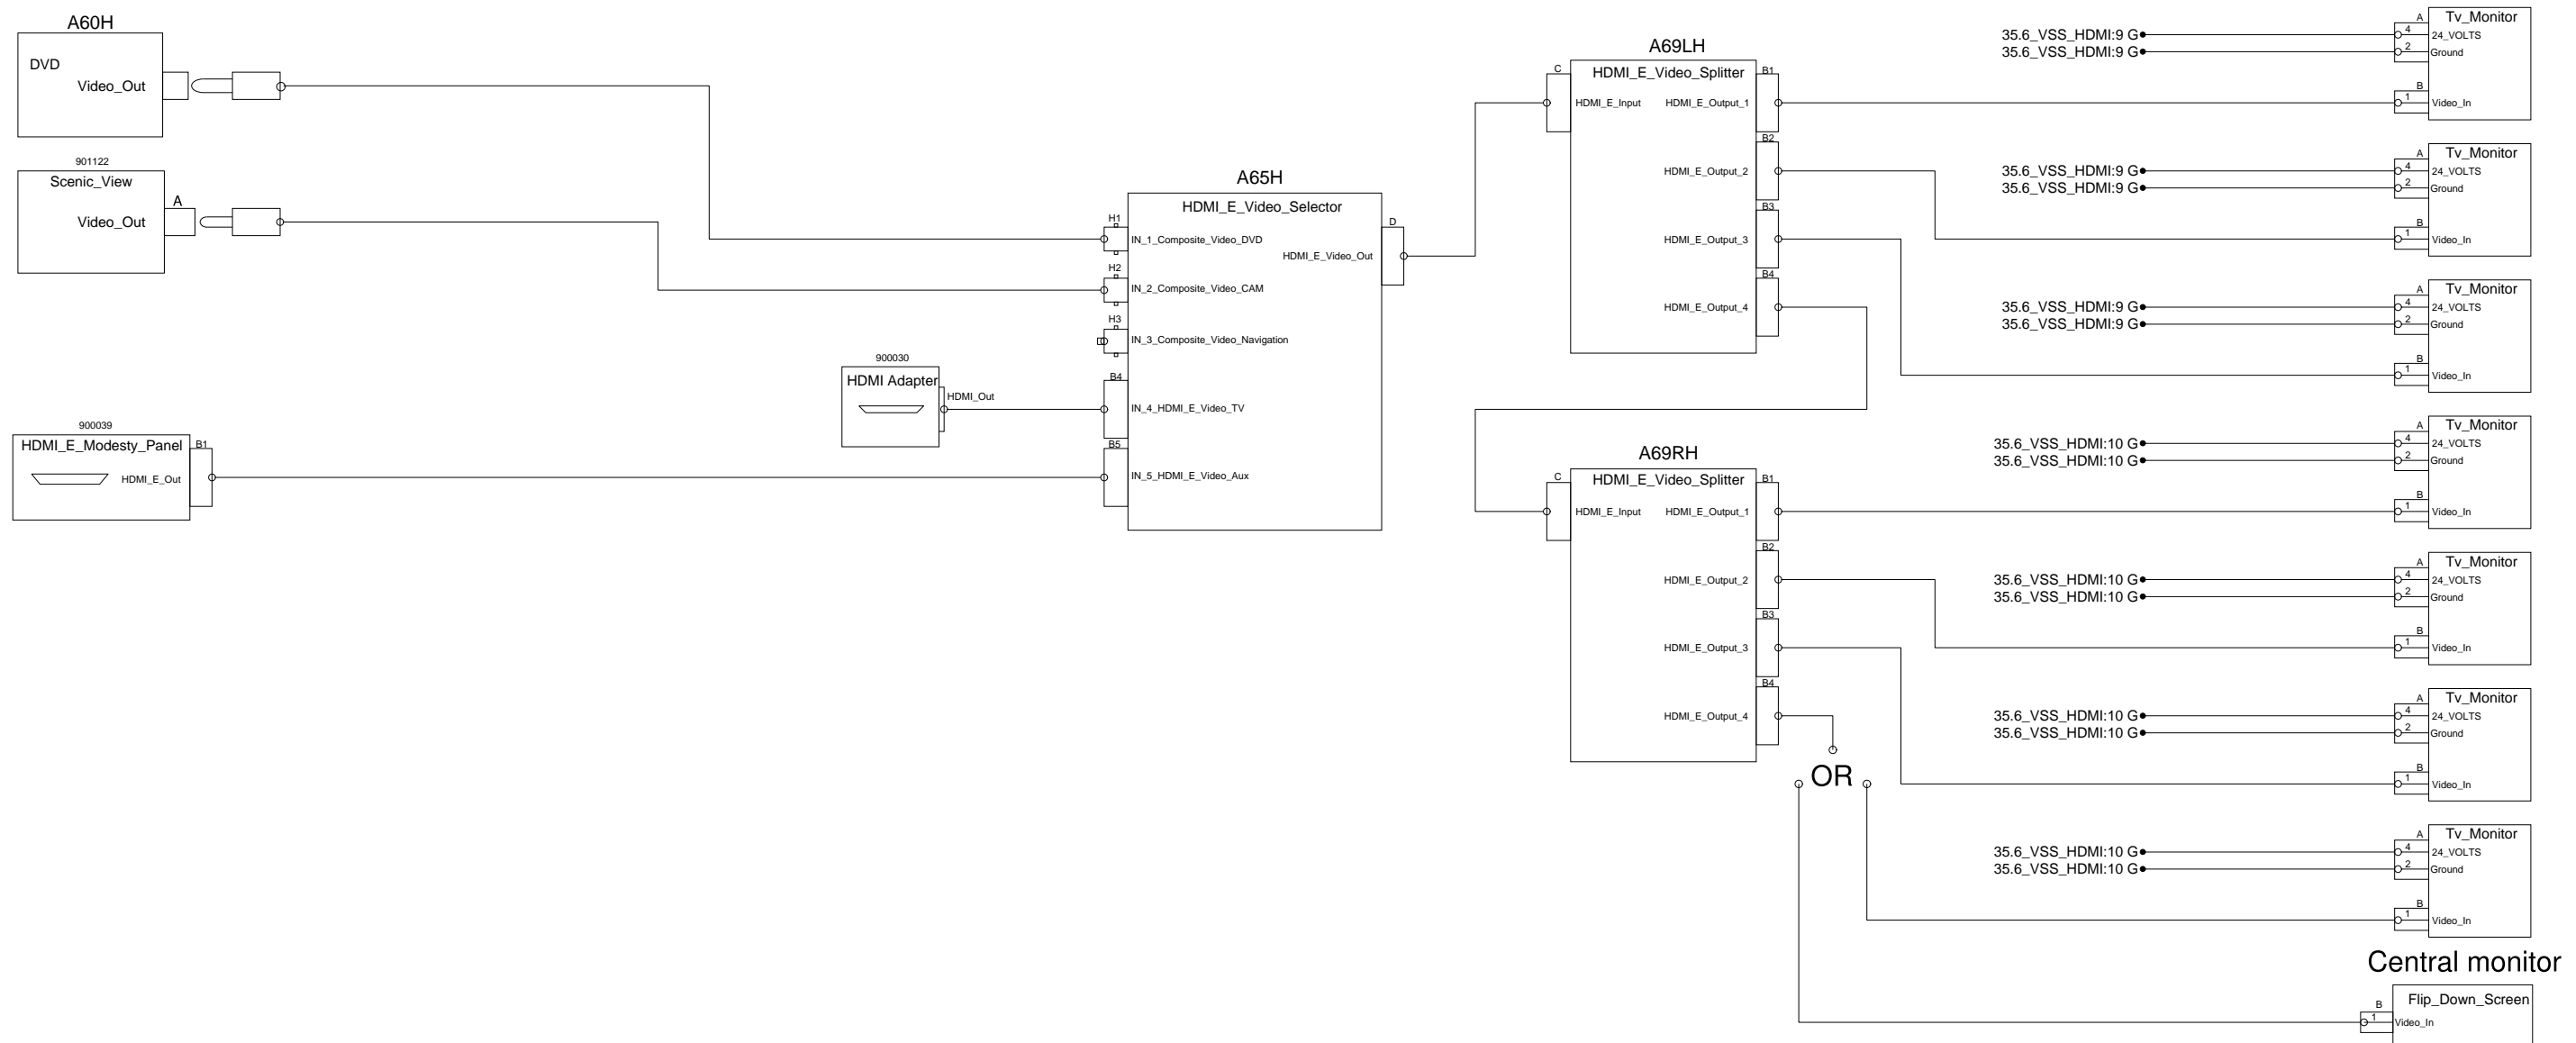 A60H
DVD
Video_Out
901122
Scenic_View
A
Video_Out
900039
HDMI_E_Modesty_Panel
B1
HDMI_E_Out
900030
HDMI Adapter
HDMI_Out
A65H
HDMI_E_Video_Selector
H1
IN_1_Composite_Video_DVD
D
HDMI_E_Video_Out
H2
IN_2_Composite_Video_CAM
H3
IN_3_Composite_Video_Navigation
B4
IN_4_HDMI_E_Video_TV
B5
IN_5_HDMI_E_Video_Aux
A69LH
C
HDMI_E_Video_Splitter
B1
HDMI_E_Input
HDMI_E_Output_1
B2
HDMI_E_Output_2
B3
HDMI_E_Output_3
B4
HDMI_E_Output_4
A69RH
C
HDMI_E_Video_Splitter
B1
HDMI_E_Input
HDMI_E_Output_1
B2
HDMI_E_Output_2
B3
HDMI_E_Output_3
B4
HDMI_E_Output_4
OR
A
Tv_Monitor
35.6_VSS_HDMI:9 G
4
24_VOLTS
35.6_VSS_HDMI:9 G
2
Ground
B
1
Video_In
A
Tv_Monitor
35.6_VSS_HDMI:9 G
4
24_VOLTS
35.6_VSS_HDMI:9 G
2
Ground
B
1
Video_In
A
Tv_Monitor
35.6_VSS_HDMI:9 G
4
24_VOLTS
35.6_VSS_HDMI:9 G
2
Ground
B
1
Video_In
A
Tv_Monitor
35.6_VSS_HDMI:10 G
4
24_VOLTS
35.6_VSS_HDMI:10 G
2
Ground
B
1
Video_In
A
Tv_Monitor
35.6_VSS_HDMI:10 G
4
24_VOLTS
35.6_VSS_HDMI:10 G
2
Ground
B
1
Video_In
A
Tv_Monitor
35.6_VSS_HDMI:10 G
4
24_VOLTS
35.6_VSS_HDMI:10 G
2
Ground
B
1
Video_In
A
Tv_Monitor
35.6_VSS_HDMI:10 G
4
24_VOLTS
35.6_VSS_HDMI:10 G
2
Ground
B
1
Video_In
Central monitor
B
Flip_Down_Screen
1
Video_In